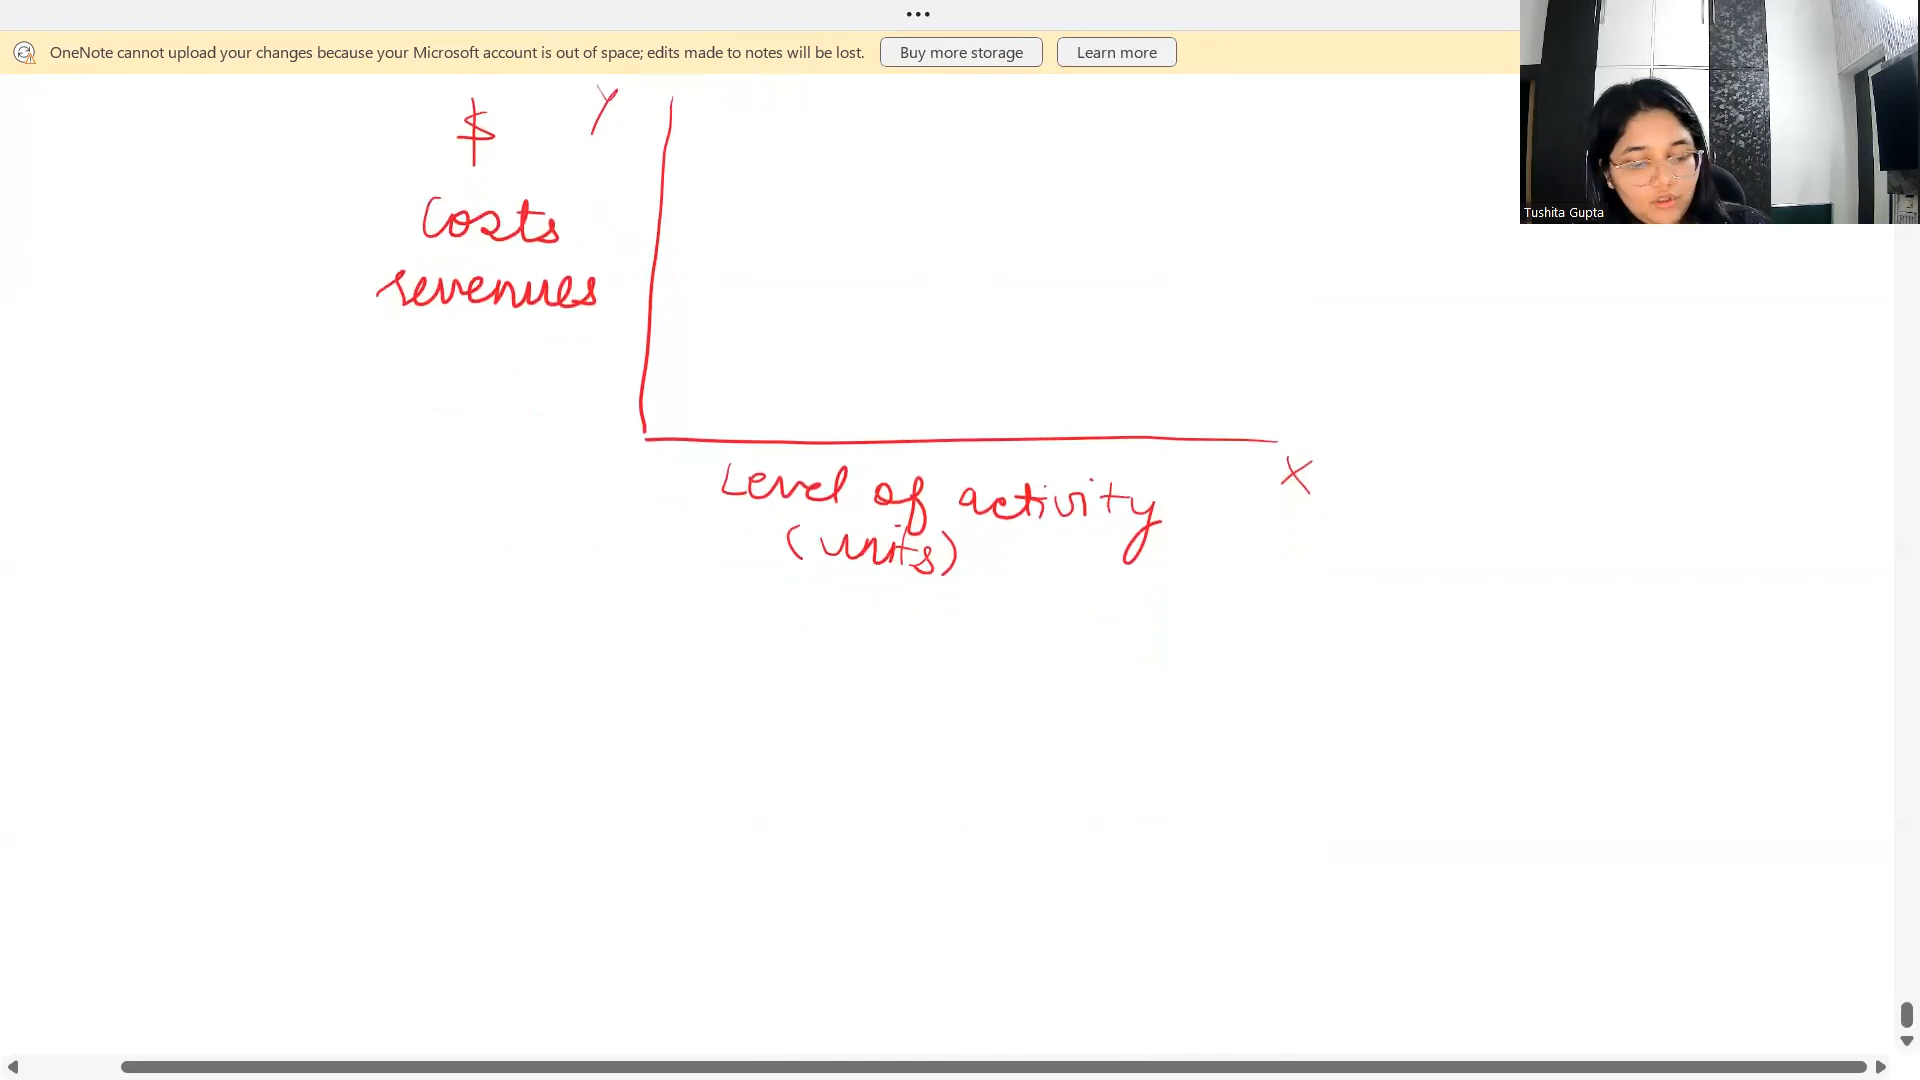 OneNote cannot upload your changes because your Microsoft account is out of space; edits made to notes will be lost. Buy more storage Learn more
Tushita Gupta
$ Y
Costs
revenues
X
Level of activity
(units)